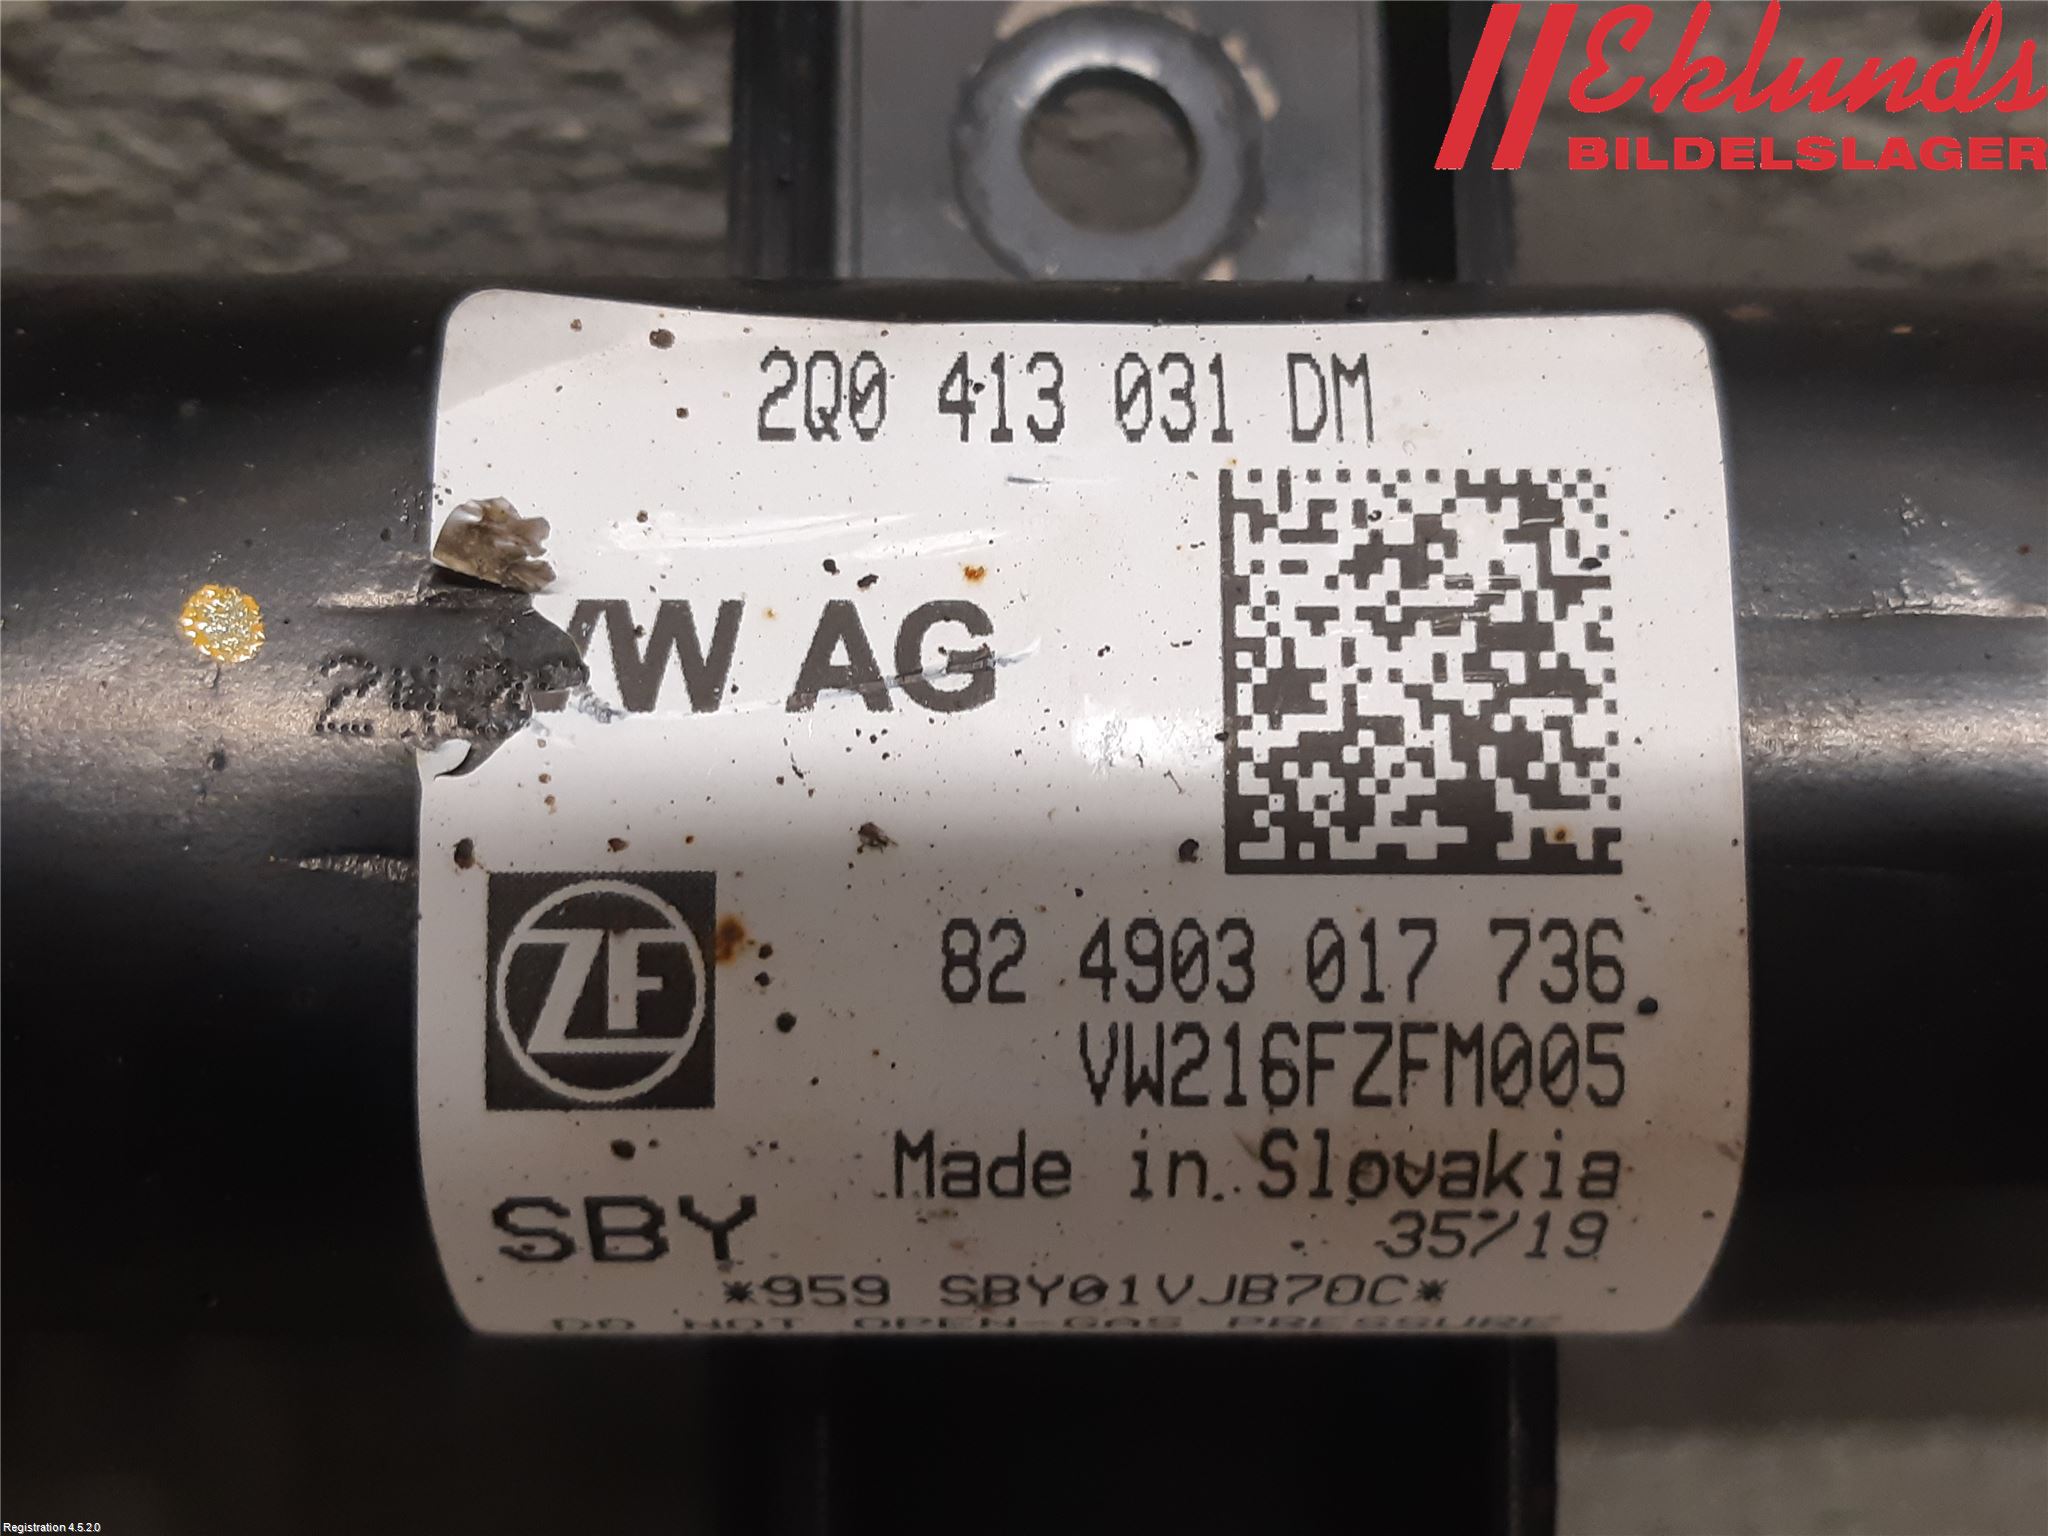 Eklunds
BILDELSLAGER
2Q0 413 031 DM
VW AG
ZF
82 4903 017 736
VW216FZFM005
Made in Slovakia
SBY
35/19
*959 SBY01VJB70C*
DO NOT OPEN-GAS PRESSURE
Registration 4.5.2.0